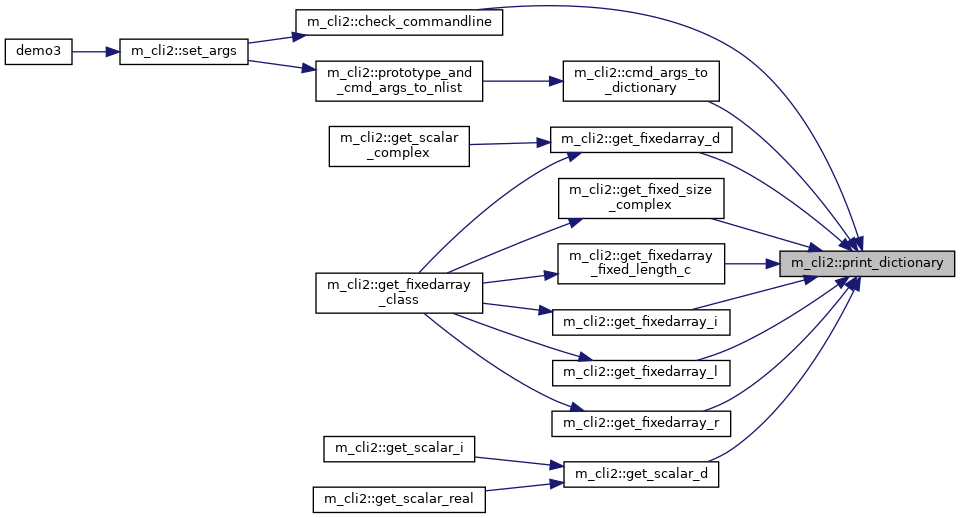 m_cli2::check_commandline
demo3
m_cli2::set_args
m_cli2::prototype_and
_cmd_args_to_nlist
m_cli2::cmd_args_to
_dictionary
m_cli2::get_scalar
_complex
m_cli2::get_fixedarray_d
m_cli2::get_fixed_size
_complex
m_cli2::get_fixedarray
_fixed_length_c
m_cli2::print_dictionary
m_cli2::get_fixedarray
_class
m_cli2::get_fixedarray_i
m_cli2::get_fixedarray_l
m_cli2::get_fixedarray_r
m_cli2::get_scalar_i
m_cli2::get_scalar_d
m_cli2::get_scalar_real